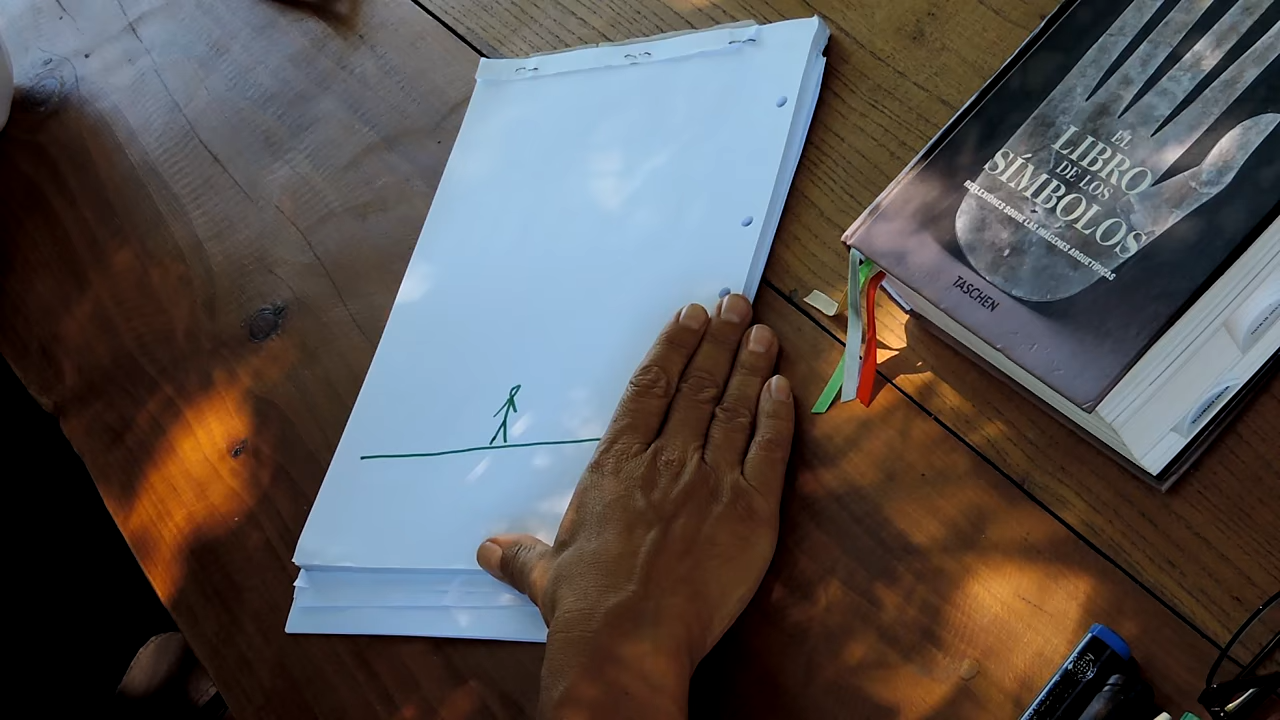 EL
LIBRO
DE LOS
SÍMBOLOS
REFLEXIONES SOBRE LAS IMÁGENES ARQUETÍPICAS
TASCHEN